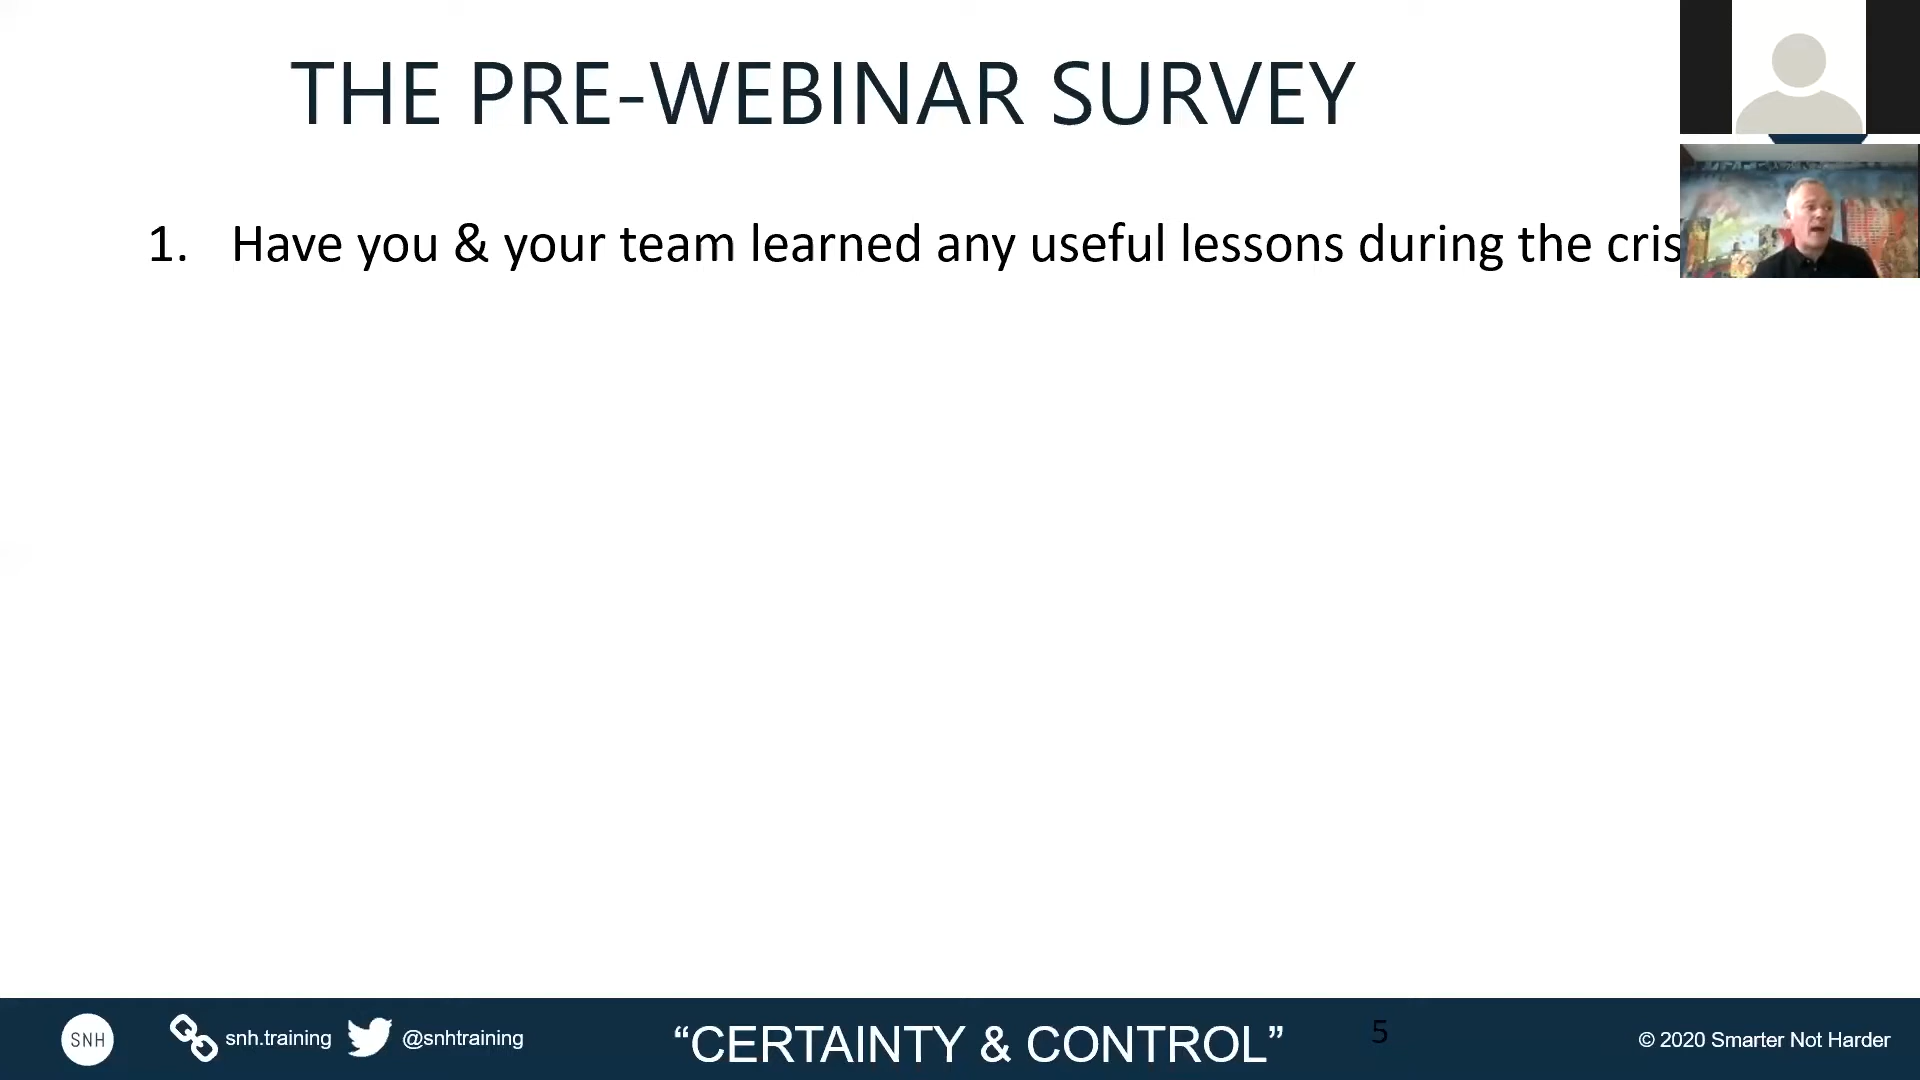 THE PRE-WEBINAR SURVEY
1. Have you & your team learned any useful lessons during the cris
SNH snh.training @snhtraining “CERTAINTY & CONTROL” 5 © 2020 Smarter Not Harder